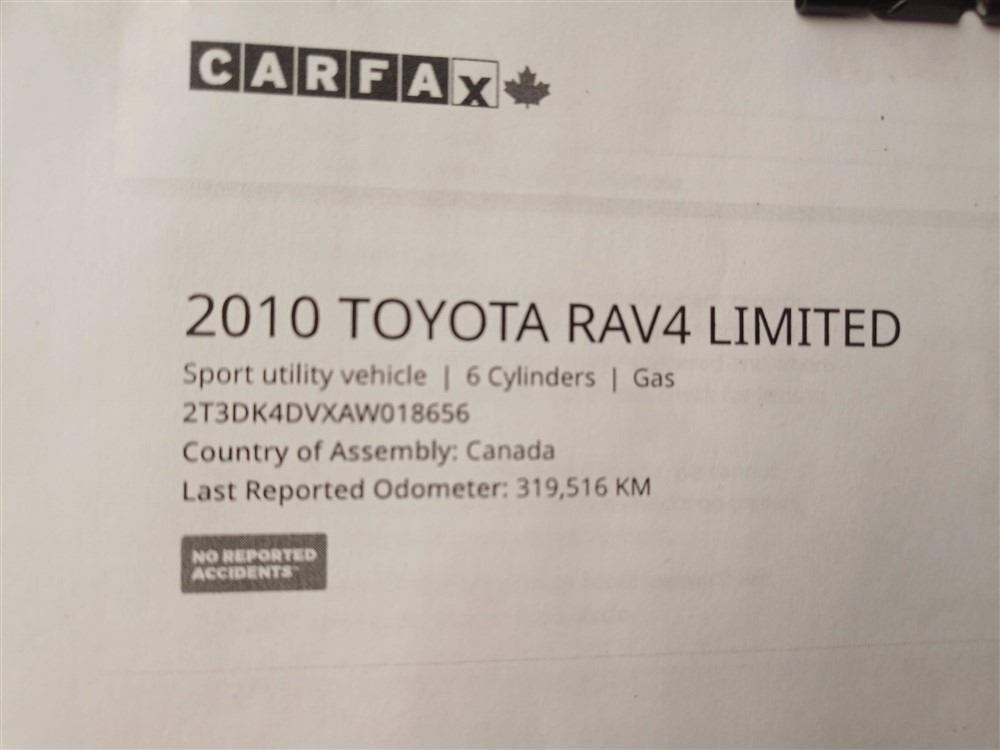 CARFAX
2010 TOYOTA RAV4 LIMITED
Sport utility vehicle | 6 Cylinders | Gas
2T3DK4DVXAW018656
Country of Assembly: Canada
Last Reported Odometer: 319,516 KM
NO REPORTED
ACCIDENTS™